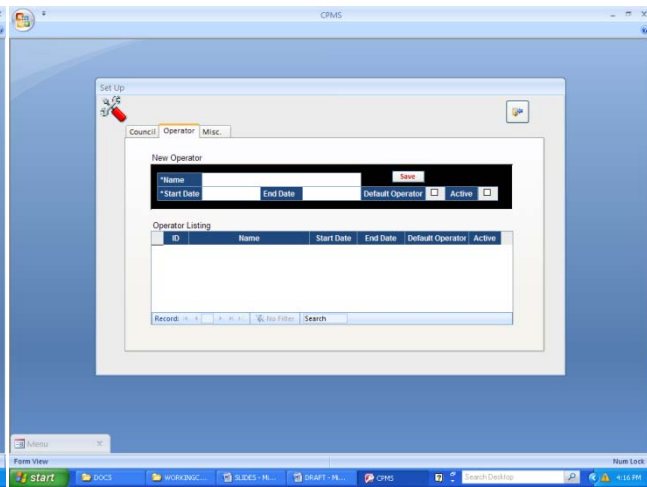 CPMS
Set Up
Council Operator Misc.
New Operator
*Name Save
*Start Date End Date Default Operator Active
Operator Listing
ID Name Start Date End Date Default Operator Active
Record: No Filter Search
Menu
Form View Num Lock
start DOCS WORKINGC... SLIDES - Mi... DRAFT - Mi... CPMS Search Desktop 4:16 PM